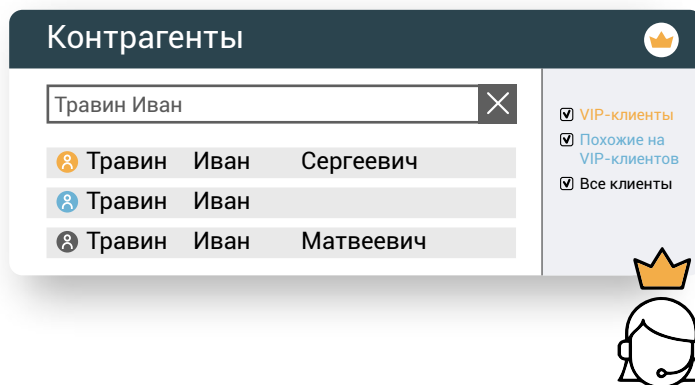 Контрагенты
Травин Иван
Травин Иван Сергеевич
Травин Иван
Травин Иван Матвеевич
VIP-клиенты
Похожие на
VIP-клиентов
Все клиенты